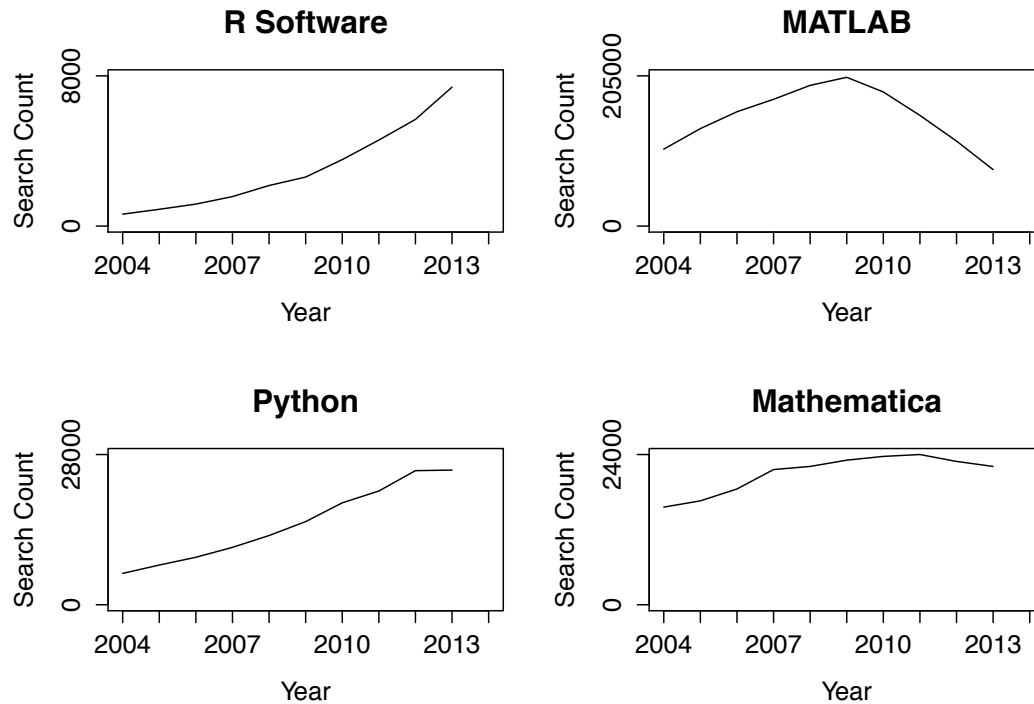 R Software
Search Count
8000
0
2004 2007 2010 2013
Year
MATLAB
Search Count
205000
0
2004 2007 2010 2013
Year
Python
Search Count
28000
0
2004 2007 2010 2013
Year
Mathematica
Search Count
24000
0
2004 2007 2010 2013
Year